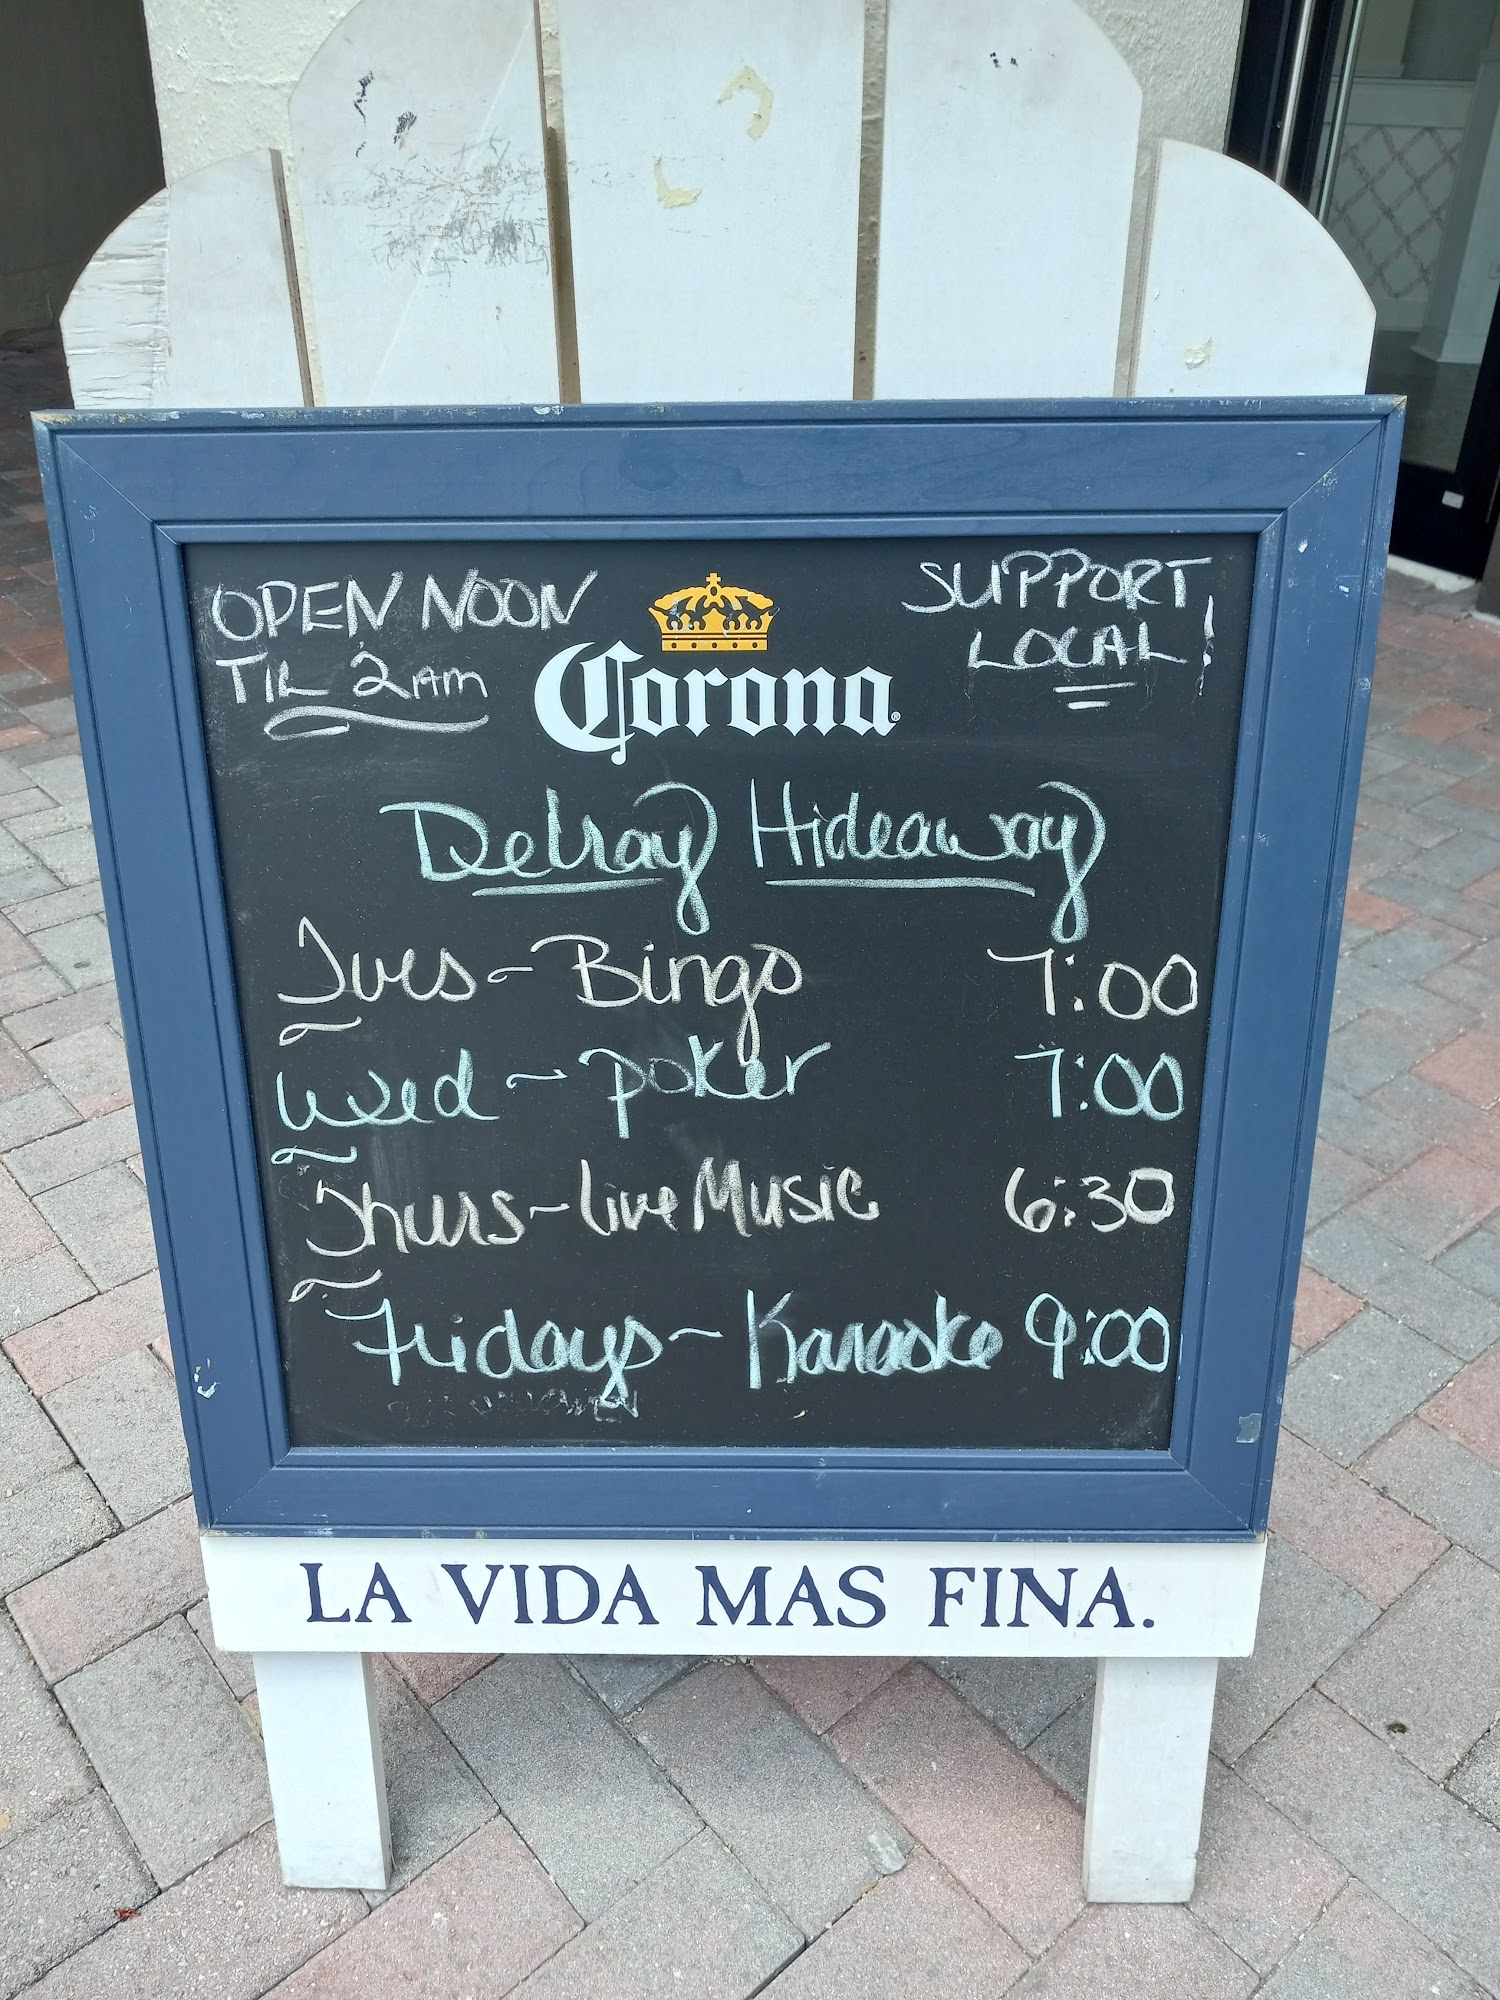 OPEN NOON
TIL 2AM
SUPPORT
LOCAL!
Corona
Delray Hideaway
Tues ~ Bingo 7:00
Wed ~ Poker 7:00
Thurs ~ Live Music 6:30
Fridays ~ Karaoke 9:00
LA VIDA MAS FINA.